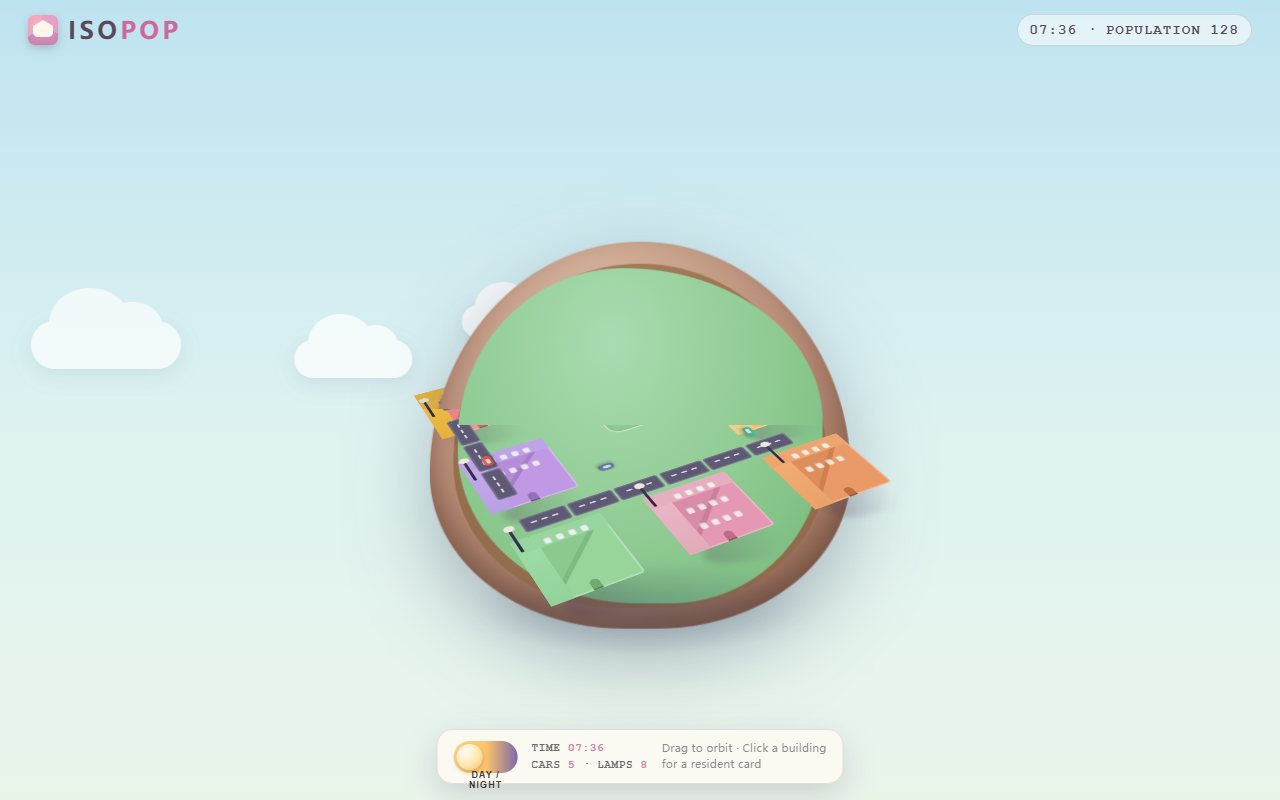 ISOPOP
07:36 · POPULATION 128
DAY /
NIGHT
TIME 07:36
CARS 5 · LAMPS 8
Drag to orbit · Click a building
for a resident card